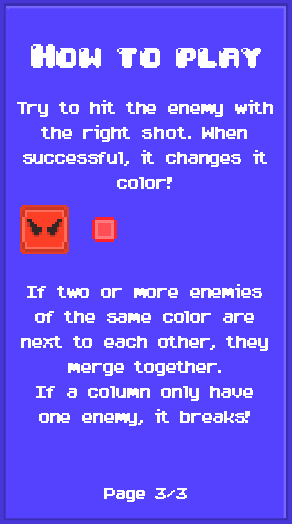 How to play
Try to hit the enemy with
the right shot. When
successful, it changes it
color!
If two or more enemies
of the same color are
next to each other, they
merge together.
If a column only have
one enemy, it breaks!
Page 3/3